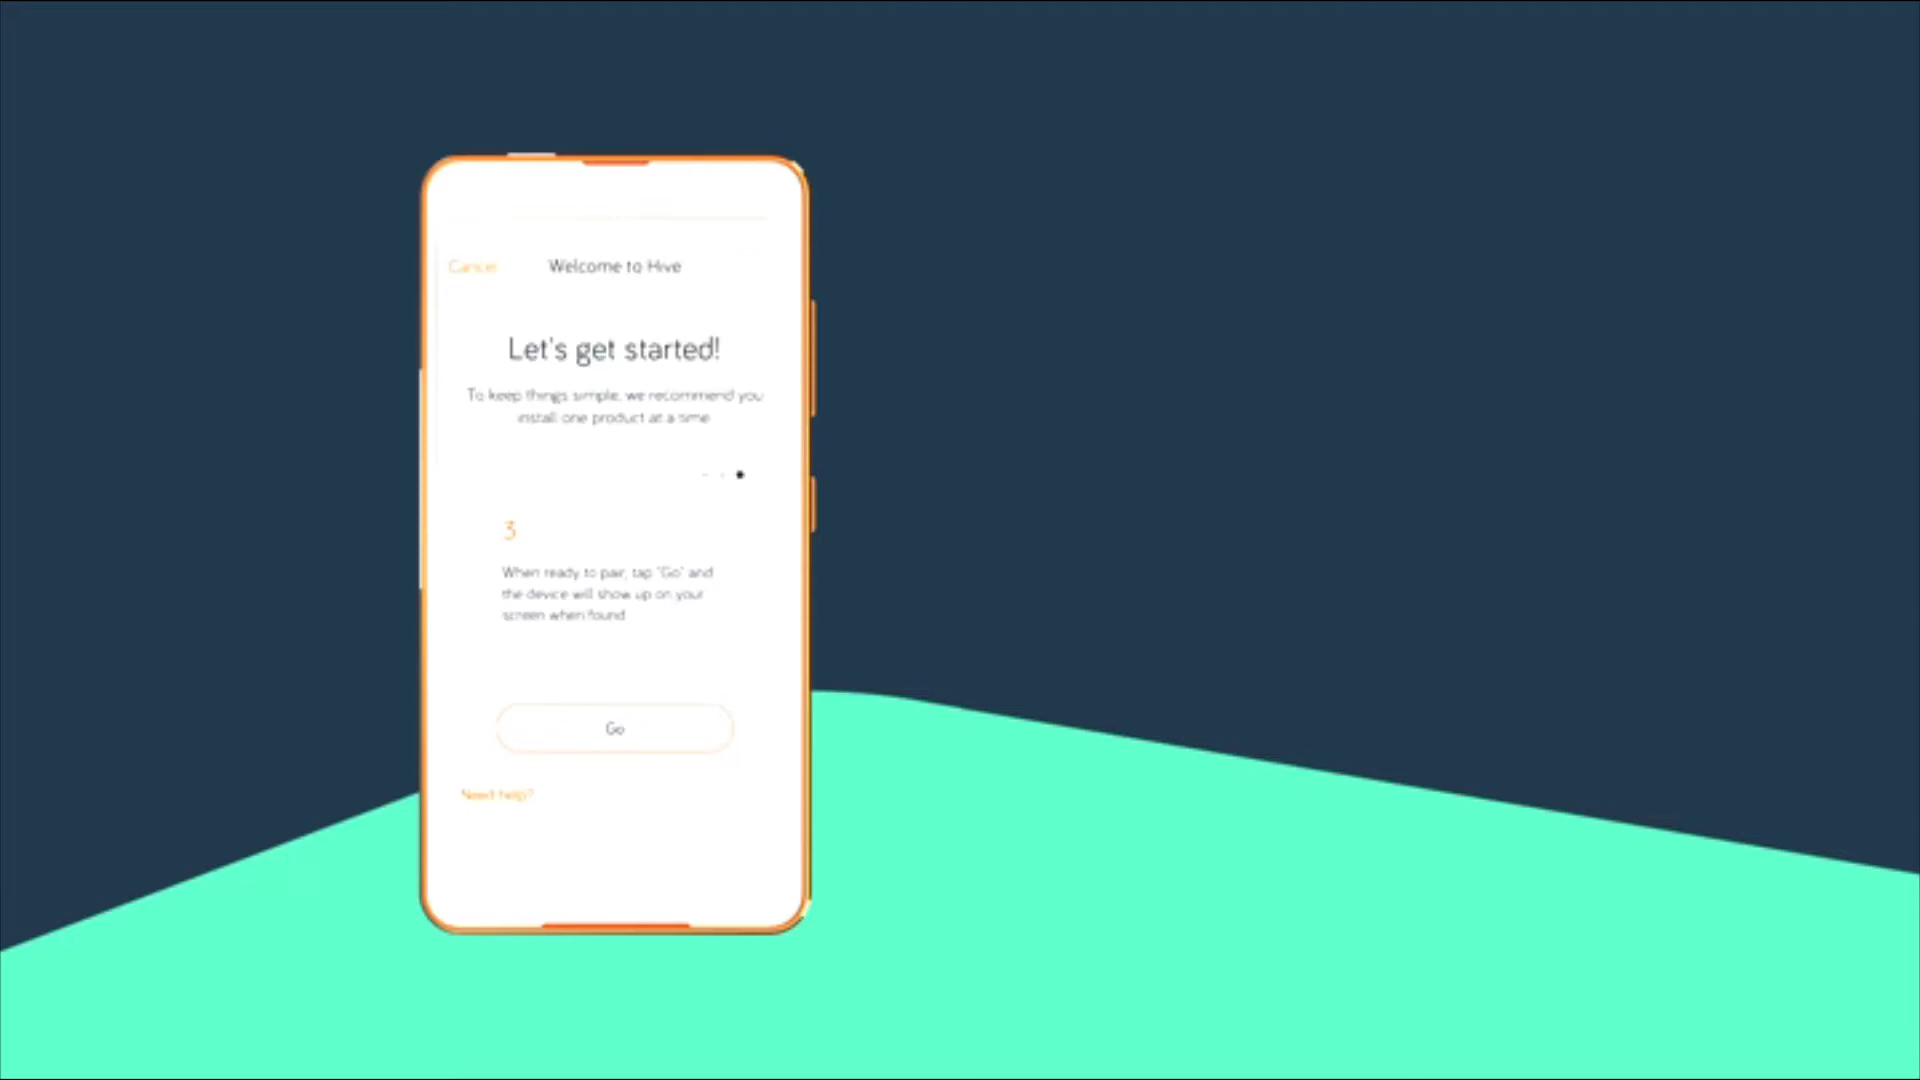 Cancel
Welcome to Hive
Let's get started!
To keep things simple, we recommend you
install one product at a time
3
When ready to pair, tap "Go" and
the device will show up on your
screen when found
Go
Need help?